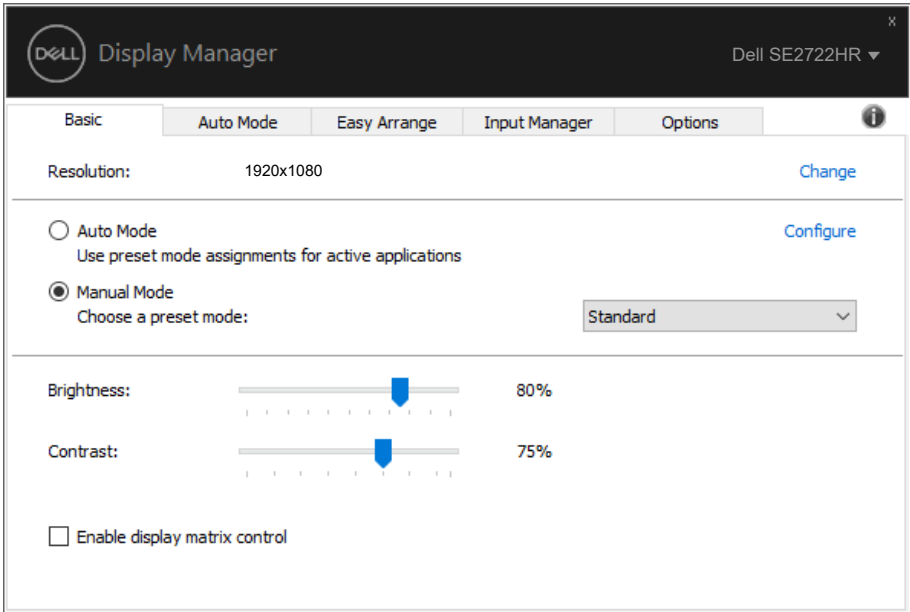 x
DELL Display Manager Dell SE2722HR
Basic Auto Mode Easy Arrange Input Manager Options i
Resolution: 1920x1080 Change
Auto Mode Configure
Use preset mode assignments for active applications
Manual Mode
Choose a preset mode: Standard
Brightness: 80%
Contrast: 75%
Enable display matrix control